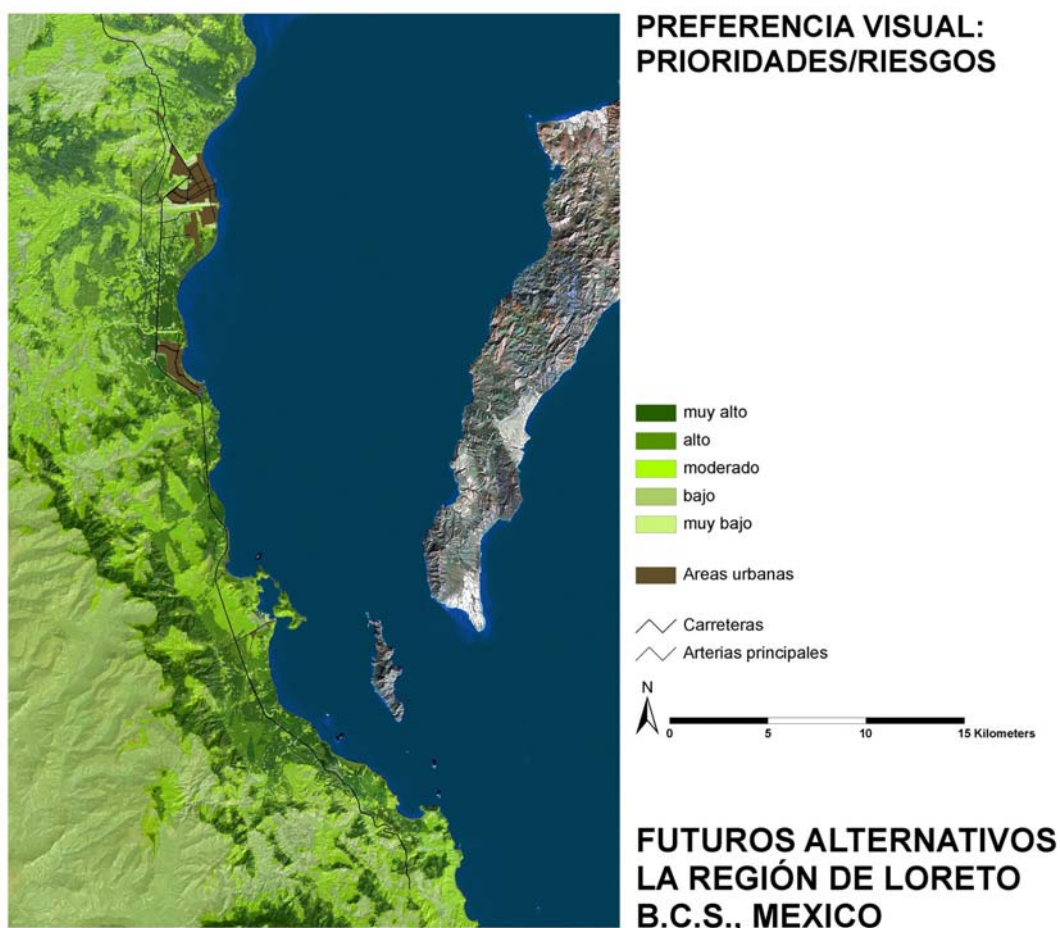 PREFERENCIA VISUAL:
PRIORIDADES/RIESGOS
muy alto
alto
moderado
bajo
muy bajo
Areas urbanas
Carreteras
Arterias principales
N
0 5 10 15 Kilometers
FUTUROS ALTERNATIVOS
LA REGIÓN DE LORETO
B.C.S., MEXICO